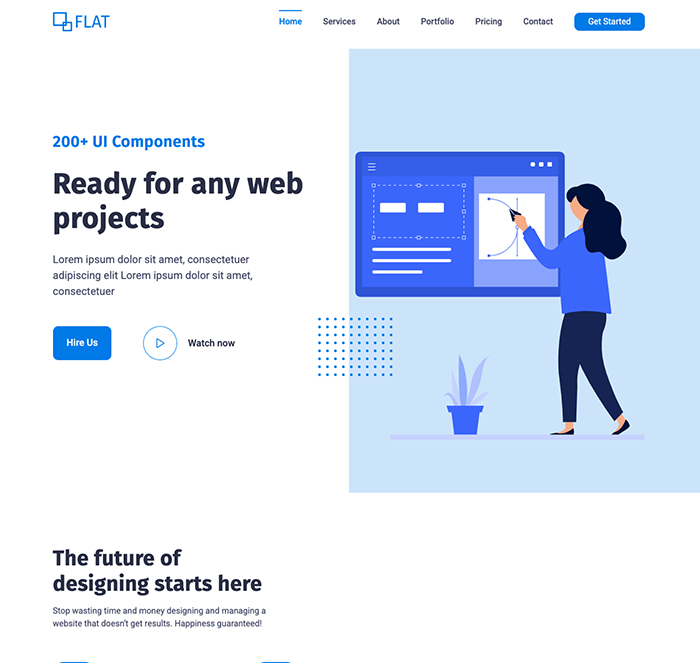 FLAT
Home Services About Portfolio Pricing Contact Get Started
200+ UI Components
Ready for any web
projects
Lorem ipsum dolor sit amet, consectetuer
adipiscing elit Lorem ipsum dolor sit amet,
consectetuer
Hire Us
Watch now
The future of
designing starts here
Stop wasting time and money designing and managing a
website that doesn't get results. Happiness guaranteed!